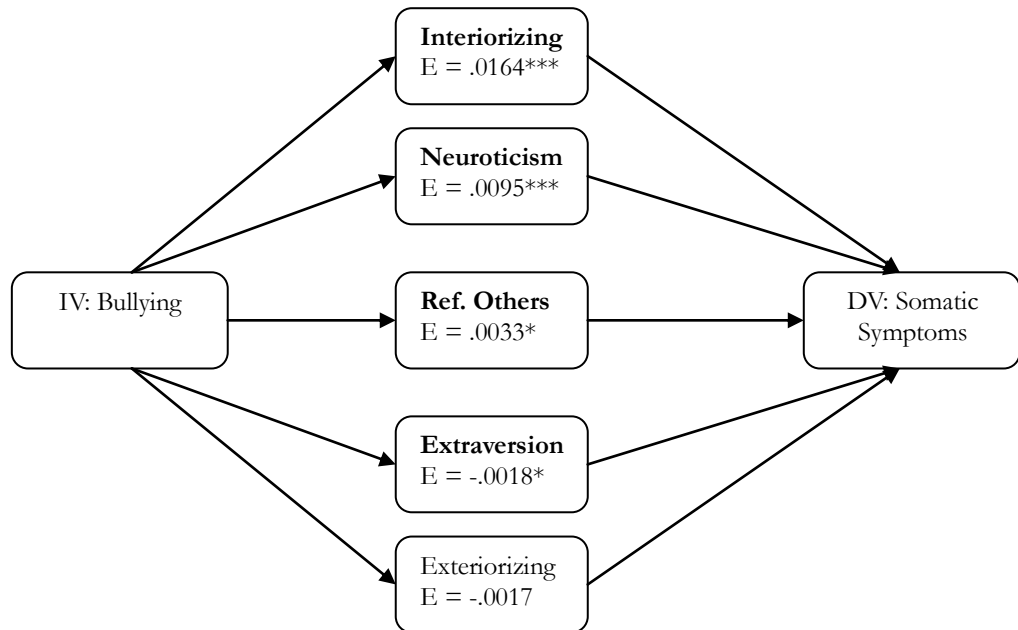 Interiorizing
E = .0164***
Neuroticism
E = .0095***
IV: Bullying
Ref. Others
E = .0033*
DV: Somatic
Symptoms
Extraversion
E = -.0018*
Exteriorizing
E = -.0017